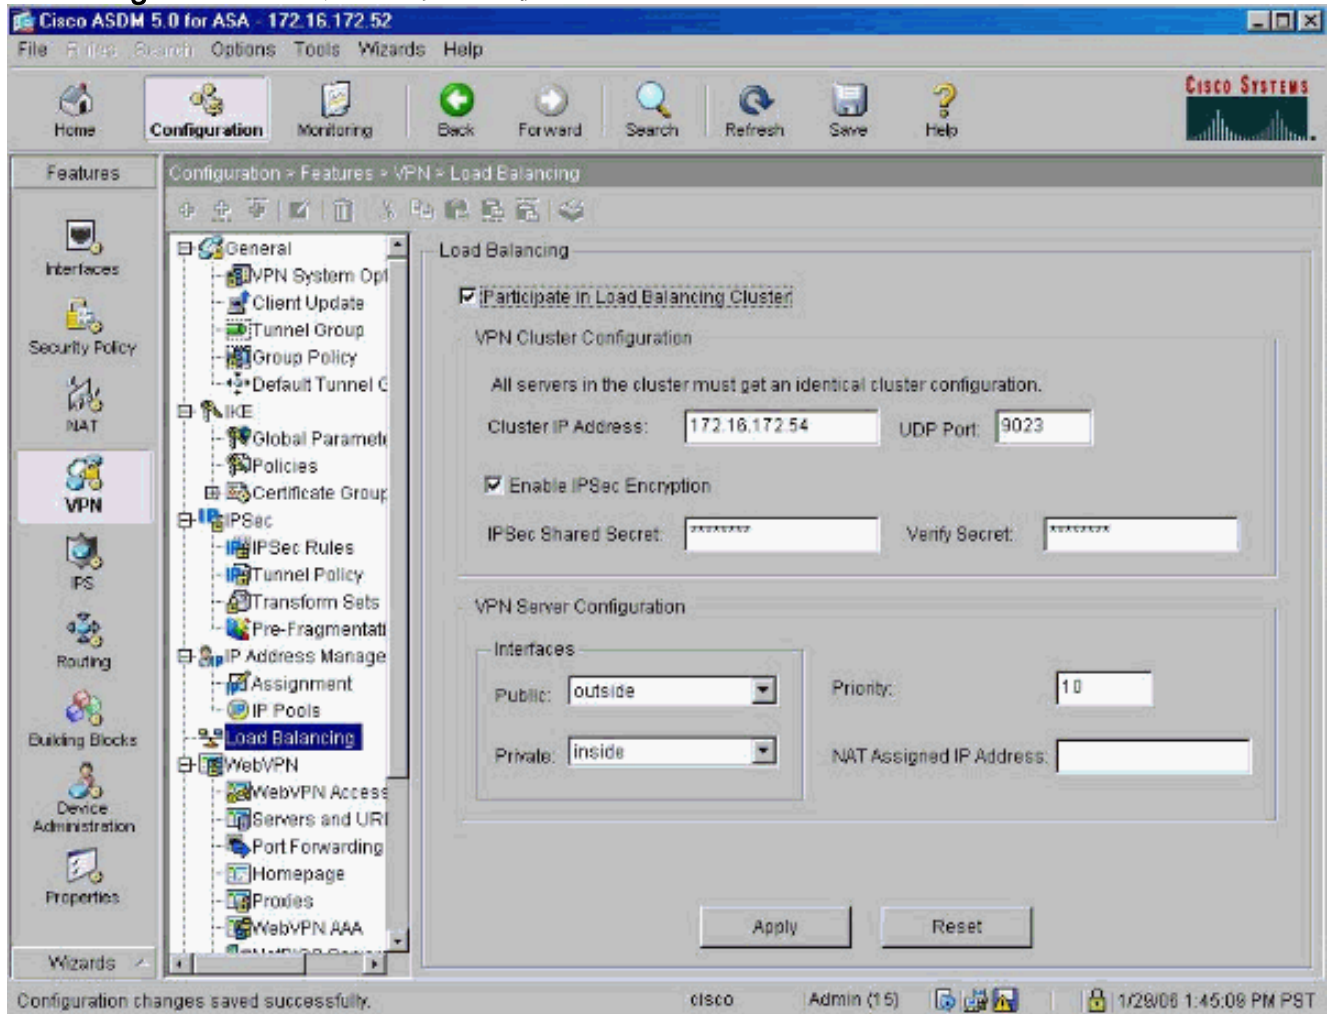 Cisco ASDM 5.0 for ASA - 172.16.172.52
File Rules Search Options Tools Wizards Help
Home Configuration Monitoring Back Forward Search Refresh Save Help
CISCO SYSTEMS
Features
Configuration > Features > VPN > Load Balancing
Interfaces
Security Policy
NAT
VPN
IPS
Routing
Building Blocks
Device
Administration
Properties
Wizards
General
VPN System Opt
Client Update
Tunnel Group
Group Policy
Default Tunnel G
IKE
Global Paramete
Policies
Certificate Group
IPSec
IPSec Rules
Tunnel Policy
Transform Sets
Pre-Fragmentati
IP Address Manage
Assignment
IP Pools
Load Balancing
WebVPN
WebVPN Access
Servers and URL
Port Forwarding
Homepage
Proxies
WebVPN AAA
Load Balancing
Participate in Load Balancing Cluster
VPN Cluster Configuration
All servers in the cluster must get an identical cluster configuration.
Cluster IP Address: 172.16.172.54 UDP Port: 9023
Enable IPSec Encryption
IPSec Shared Secret: ******** Verify Secret: ********
VPN Server Configuration
Interfaces
Public: outside
Priority: 10
Private: inside
NAT Assigned IP Address:
Apply Reset
Configuration changes saved successfully. cisco Admin (15) 1/29/06 1:45:09 PM PST